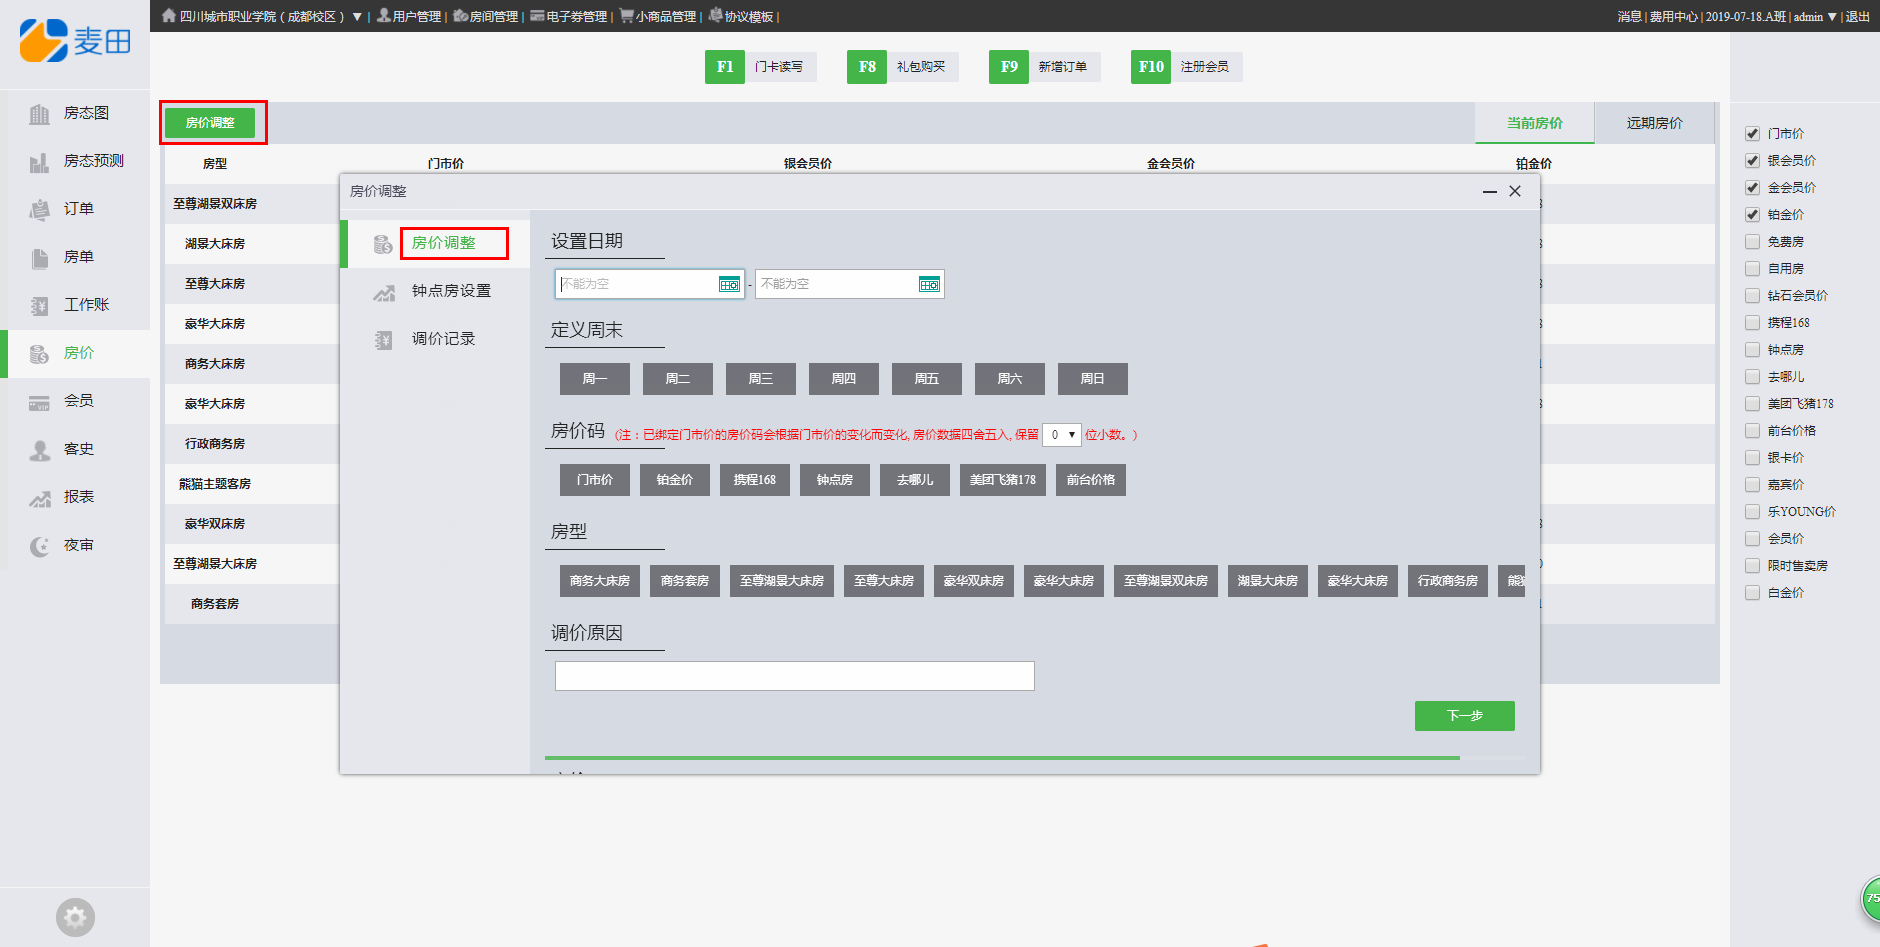 四川城市职业学院（成都校区） ▼ | 用户管理 | 房间管理 | 电子券管理 | 小商品管理 | 协议模板 |
消息 | 费用中心 | 2019-07-18.A班 | admin ▼ | 退出
麦田
F1 门卡读写 F8 礼包购买 F9 新增订单 F10 注册会员
房态图
房态预测
订单
房单
工作账
房价
会员
客史
报表
夜审
房价调整
当前房价 远期房价
房型 门市价 银会员价 金会员价 铂金价
至尊湖景双床房
湖景大床房
至尊大床房
豪华大床房
商务大床房
豪华大床房
行政商务房
熊猫主题客房
豪华双床房
至尊湖景大床房
商务套房
房价调整
房价调整
钟点房设置
调价记录
设置日期
不能为空 - 不能为空
定义周末
周一 周二 周三 周四 周五 周六 周日
房价码 (注：已绑定门市价的房价码会根据门市价的变化而变化, 房价数据四舍五入, 保留 0 ▼ 位小数。)
门市价 铂金价 携程168 钟点房 去哪儿 美团飞猪178 前台价格
房型
商务大床房 商务套房 至尊湖景大床房 至尊大床房 豪华双床房 豪华大床房 至尊湖景双床房 湖景大床房 豪华大床房 行政商务房 熊
调价原因
下一步
门市价
银会员价
金会员价
铂金价
免费房
自用房
钻石会员价
携程168
钟点房
去哪儿
美团飞猪178
前台价格
银卡价
嘉宾价
乐YOUNG价
会员价
限时售卖房
白金价
75